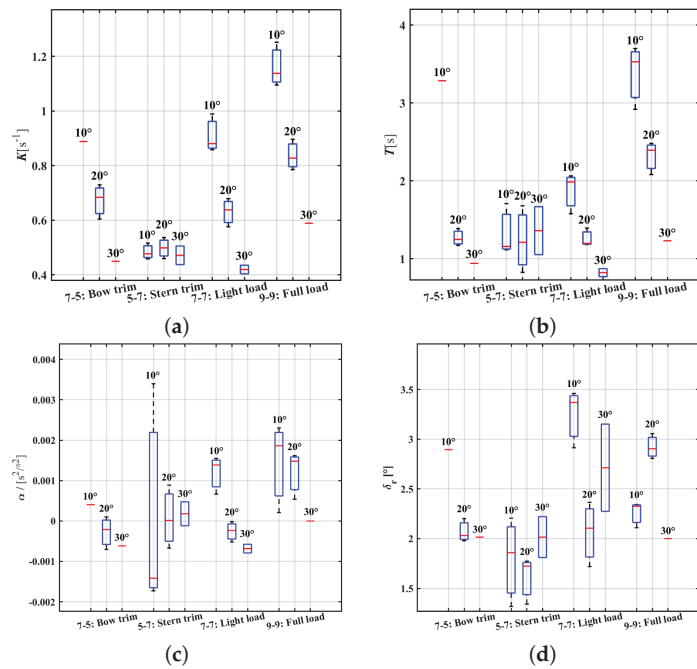 1.2
1
0.8
0.6
0.4
K[s⁻¹]
10°
20°
30°
10°
20°
30°
10°
20°
30°
10°
20°
30°
7-5: Bow trim
5-7: Stern trim
7-7: Light load
9-9: Full load
(a)
4
3
2
1
T[s]
10°
20°
30°
10°
20°
30°
10°
20°
30°
10°
20°
30°
7-5: Bow trim
5-7: Stern trim
7-7: Light load
9-9: Full load
(b)
0.004
0.003
0.002
0.001
0
-0.001
-0.002
α / [s²/°²]
10°
20°
30°
10°
20°
30°
10°
20°
30°
10°
20°
30°
7-5: Bow trim
5-7: Stern trim
7-7: Light load
9-9: Full load
(c)
3.5
3
2.5
2
1.5
δr [°]
10°
20°
30°
10°
20°
30°
10°
20°
30°
10°
20°
30°
7-5: Bow trim
5-7: Stern trim
7-7: Light load
9-9: Full load
(d)